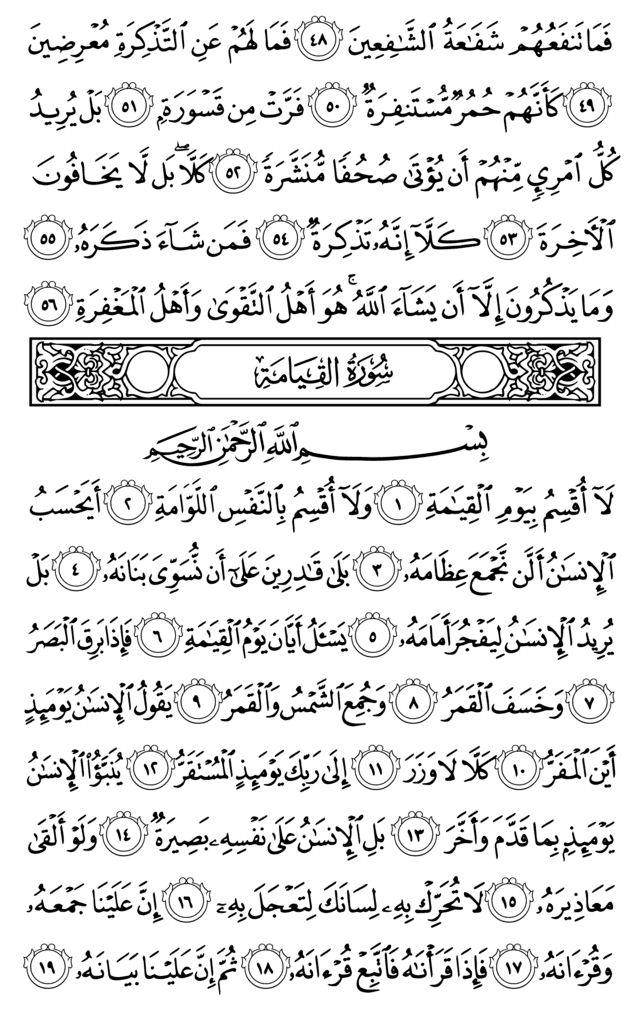 فَمَا تَنفَعُهُمْ شَفَٰعَةُ ٱلشَّٰفِعِينَ ٤٨ فَمَا لَهُمْ عَنِ ٱلتَّذْكِرَةِ مُعْرِضِينَ
٤٩ كَأَنَّهُمْ حُمُرٌ مُّسْتَنفِرَةٌ ٥٠ فَرَّتْ مِن قَسْوَرَةٍۭ ٥١ بَلْ يُرِيدُ
كُلُّ ٱمْرِئٍ مِّنْهُمْ أَن يُؤْتَىٰ صُحُفًا مُّنَشَّرَةً ٥٢ كَلَّا ۖ بَل لَّا يَخَافُونَ
ٱلْأَخِرَةَ ٥٣ كَلَّآ إِنَّهُۥ تَذْكِرَةٌ ٥٤ فَمَن شَآءَ ذَكَرَهُۥ ٥٥
وَمَا يَذْكُرُونَ إِلَّآ أَن يَشَآءَ ٱللَّهُ ۚ هُوَ أَهْلُ ٱلتَّقْوَىٰ وَأَهْلُ ٱلْمَغْفِرَةِ ٥٦
سُورَةُ القِيَامَةِ
بِسْمِ ٱللَّهِ ٱلرَّحْمَٰنِ ٱلرَّحِيمِ
لَآ أُقْسِمُ بِيَوْمِ ٱلْقِيَٰمَةِ ١ وَلَآ أُقْسِمُ بِٱلنَّفْسِ ٱللَّوَّامَةِ ٢ أَيَحْسَبُ
ٱلْإِنسَٰنُ أَلَّن نَّجْمَعَ عِظَامَهُۥ ٣ بَلَىٰ قَٰدِرِينَ عَلَىٰٓ أَن نُّسَوِّىَ بَنَانَهُۥ ٤ بَلْ
يُرِيدُ ٱلْإِنسَٰنُ لِيَفْجُرَ أَمَامَهُۥ ٥ يَسْـَٔلُ أَيَّانَ يَوْمُ ٱلْقِيَٰمَةِ ٦ فَإِذَا بَرِقَ ٱلْبَصَرُ
٧ وَخَسَفَ ٱلْقَمَرُ ٨ وَجُمِعَ ٱلشَّمْسُ وَٱلْقَمَرُ ٩ يَقُولُ ٱلْإِنسَٰنُ يَوْمَئِذٍ
أَيْنَ ٱلْمَفَرُّ ١٠ كَلَّا لَا وَزَرَ ١١ إِلَىٰ رَبِّكَ يَوْمَئِذٍ ٱلْمُسْتَقَرُّ ١٢ يُنَبَّؤُا۟ ٱلْإِنسَٰنُ
يَوْمَئِذٍۭ بِمَا قَدَّمَ وَأَخَّرَ ١٣ بَلِ ٱلْإِنسَٰنُ عَلَىٰ نَفْسِهِۦ بَصِيرَةٌ ١٤ وَلَوْ أَلْقَىٰ
مَعَاذِيرَهُۥ ١٥ لَا تُحَرِّكْ بِهِۦ لِسَانَكَ لِتَعْجَلَ بِهِۦٓ ١٦ إِنَّ عَلَيْنَا جَمْعَهُۥ
وَقُرْءَانَهُۥ ١٧ فَإِذَا قَرَأْنَٰهُ فَٱتَّبِعْ قُرْءَانَهُۥ ١٨ ثُمَّ إِنَّ عَلَيْنَا بَيَانَهُۥ ١٩